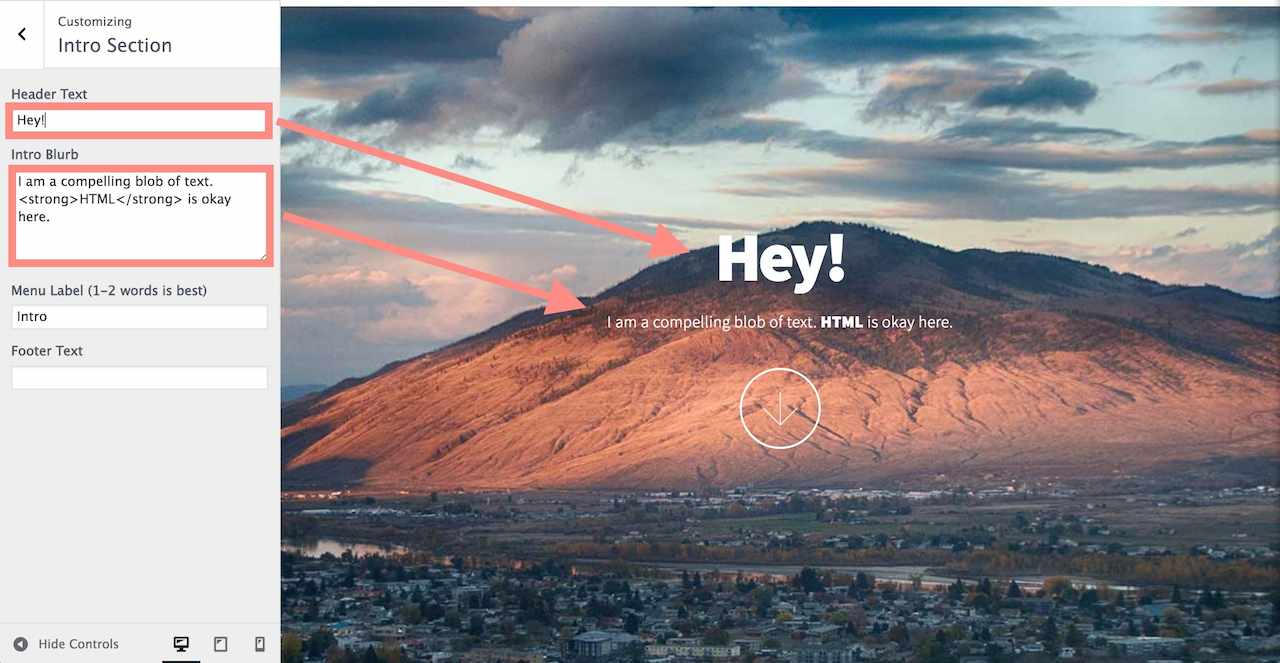 Customizing
Intro Section
Header Text
Hey!
Intro Blurb
I am a compelling blob of text.
<strong>HTML</strong> is okay
here.
Menu Label (1–2 words is best)
Intro
Footer Text
Hide Controls
Hey!
I am a compelling blob of text. HTML is okay here.